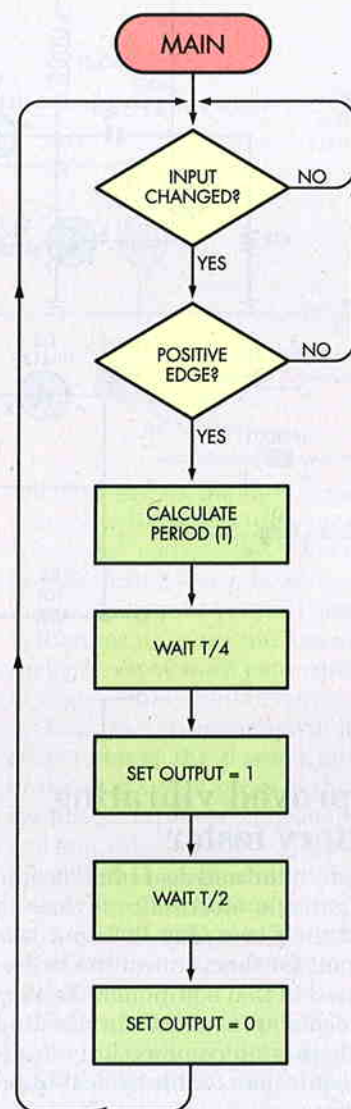 MAIN
INPUT
CHANGED?
NO
YES
POSITIVE
EDGE?
NO
YES
CALCULATE
PERIOD (T)
WAIT T/4
SET OUTPUT = 1
WAIT T/2
SET OUTPUT = 0